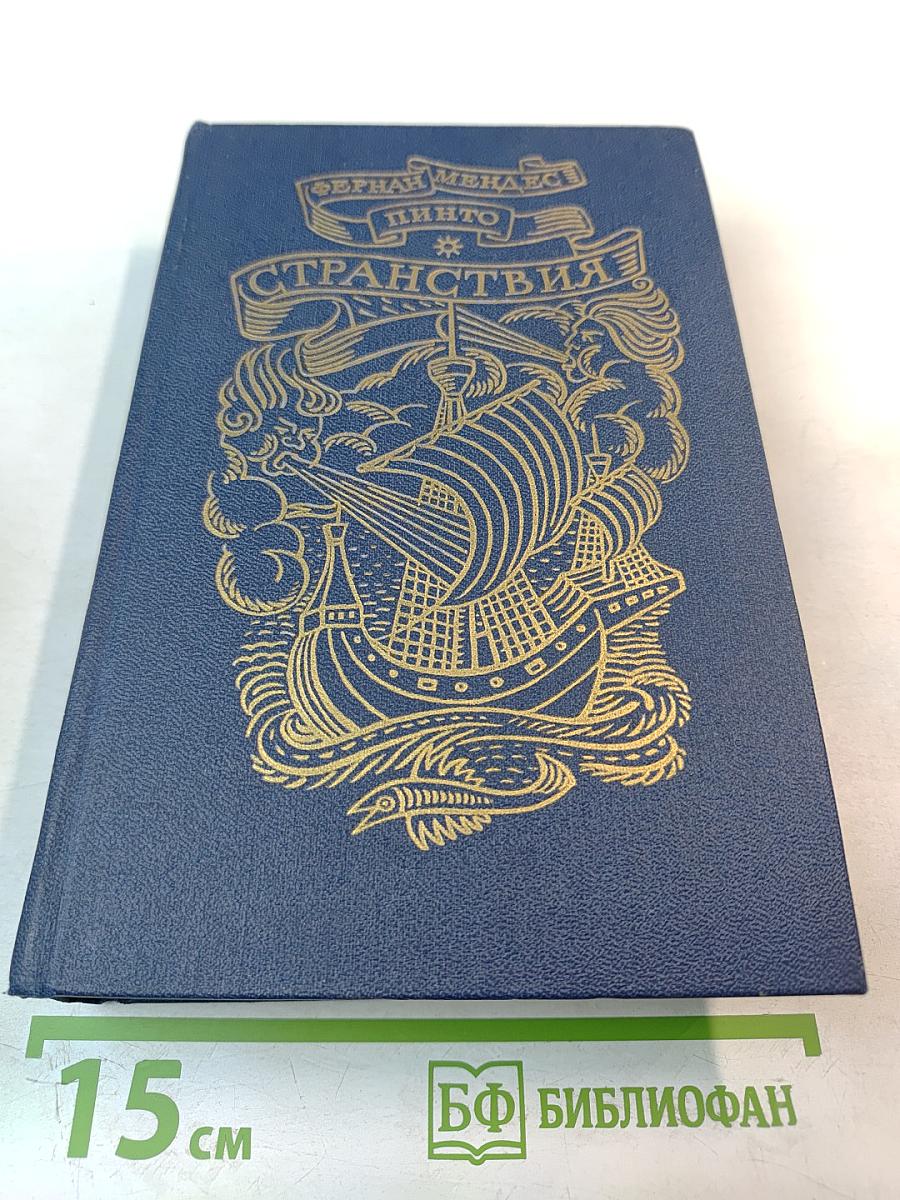 ФЕРНАН МЕНДЕС
ПИНТО
СТРАНСТВИЯ
15 см
БФ БИБЛИОФАН